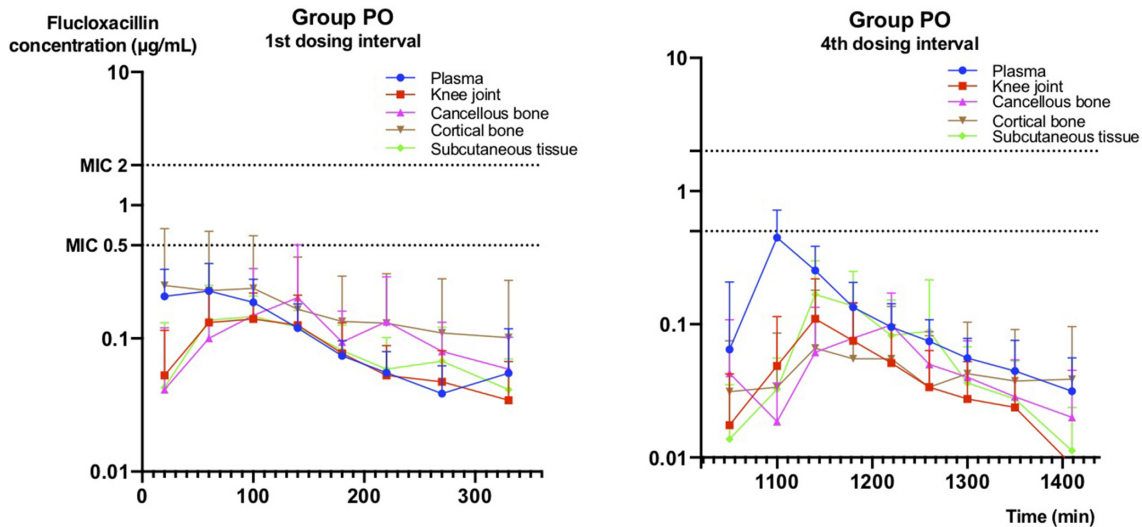 Flucloxacillin
concentration (µg/mL)
Group PO
1st dosing interval
Plasma
Knee joint
Cancellous bone
Cortical bone
Subcutaneous tissue
10
MIC 2
1
MIC 0.5
0.1
0.01
0
100
200
300
Group PO
4th dosing interval
Plasma
Knee joint
Cancellous bone
Cortical bone
Subcutaneous tissue
10
1
0.1
0.01
1100
1200
1300
1400
Time (min)